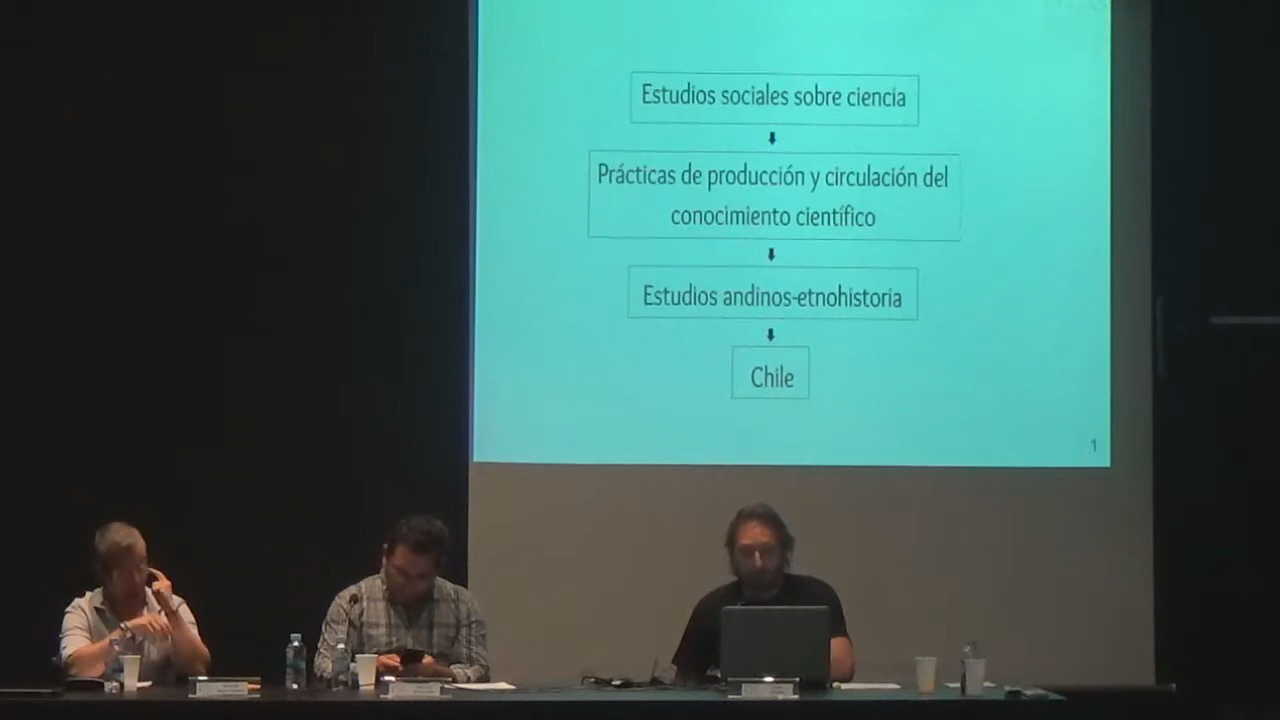 Estudios sociales sobre ciencia
Prácticas de producción y circulación del
conocimiento científico
Estudios andinos-etnohistoria
Chile
1